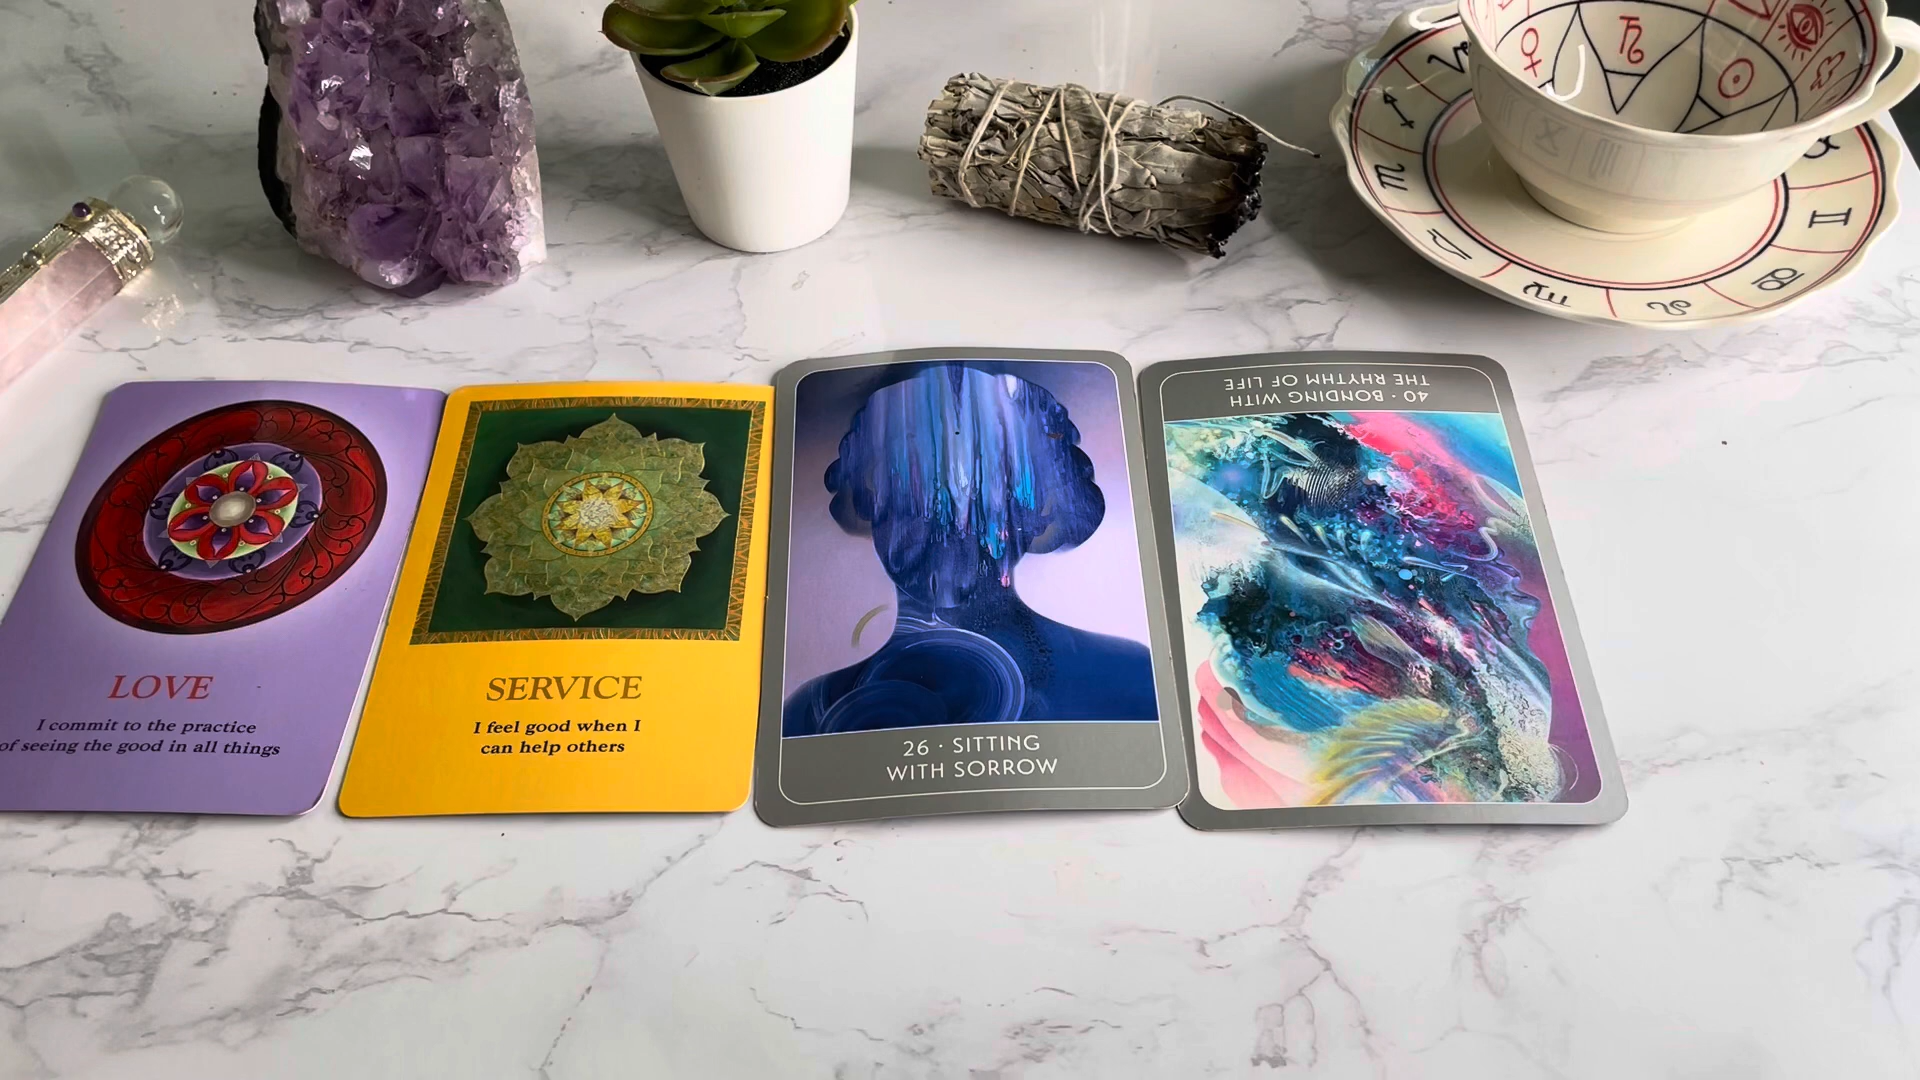 LOVE
I commit to the practice
of seeing the good in all things
SERVICE
I feel good when I
can help others
26 · SITTING
WITH SORROW
40 · BONDING WITH
THE RHYTHM OF LIFE